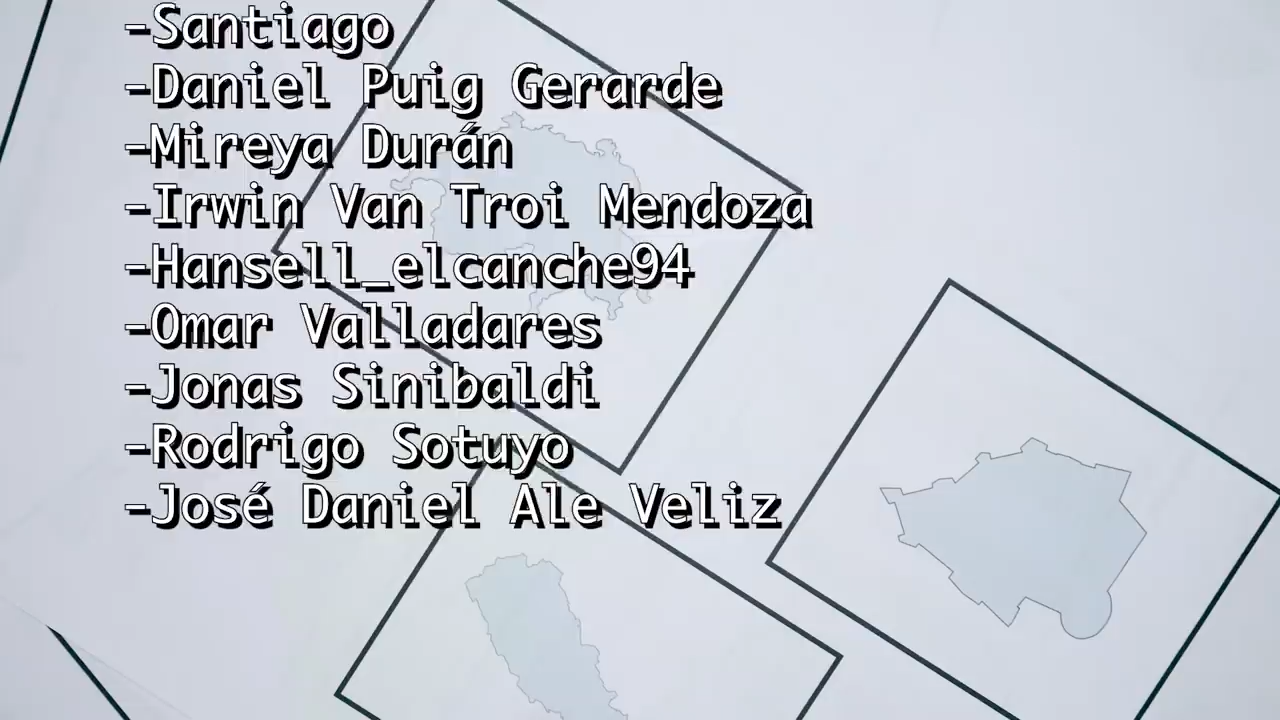 -Santiago
-Daniel Puig Gerarde
-Mireya Durán
-Irwin Van Troi Mendoza
-Hansell_elcanche94
-Omar Valladares
-Jonas Sinibaldi
-Rodrigo Sotuyo
-José Daniel Ale Veliz